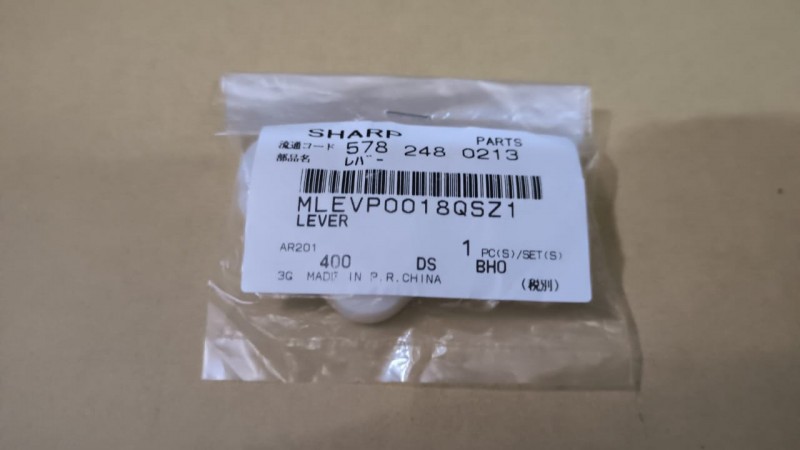 SHARP PARTS
流通コード 578 248 0213
部品名 レバー
MLEVP0018QSZ1
LEVER
AR201 1 PC(S)/SET(S)
400 DS BH0
3G MADE IN P.R.CHINA (税別)